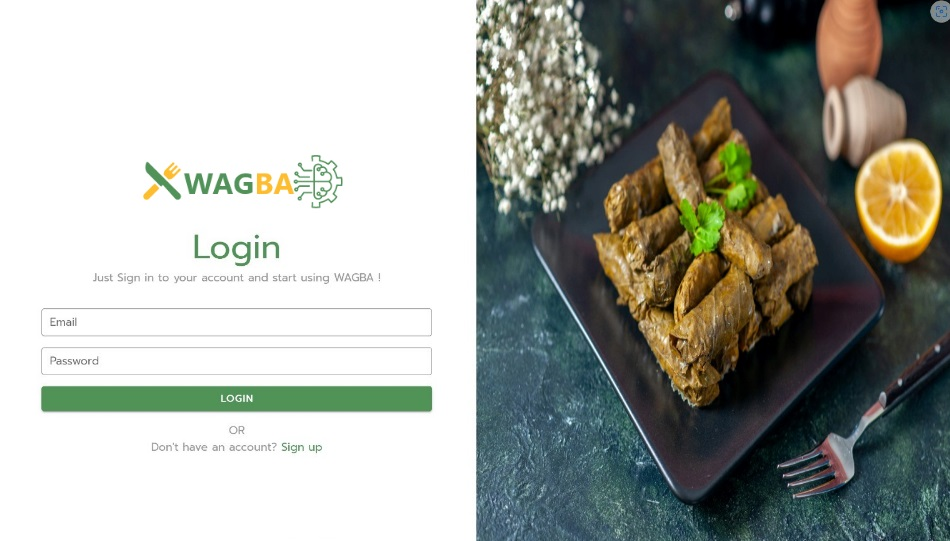 WAGBA
Login
Just Sign in to your account and start using WAGBA !
Email
Password
LOGIN
OR
Don't have an account? Sign up